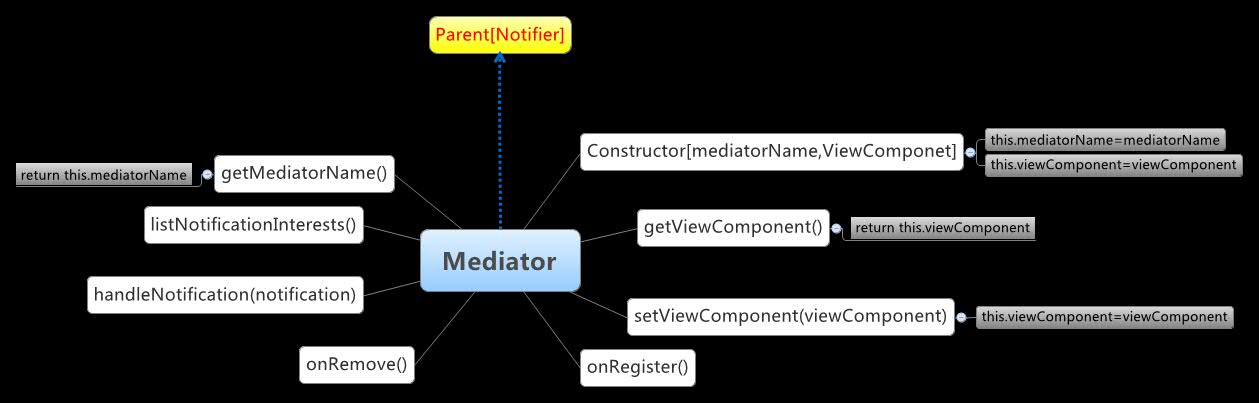 Parent[Notifier]
Constructor[mediatorName,ViewComponet]
this.mediatorName=mediatorName
this.viewComponent=viewComponent
return this.mediatorName
getMediatorName()
listNotificationInterests()
getViewComponent()
return this.viewComponent
Mediator
handleNotification(notification)
setViewComponent(viewComponent)
this.viewComponent=viewComponent
onRemove()
onRegister()